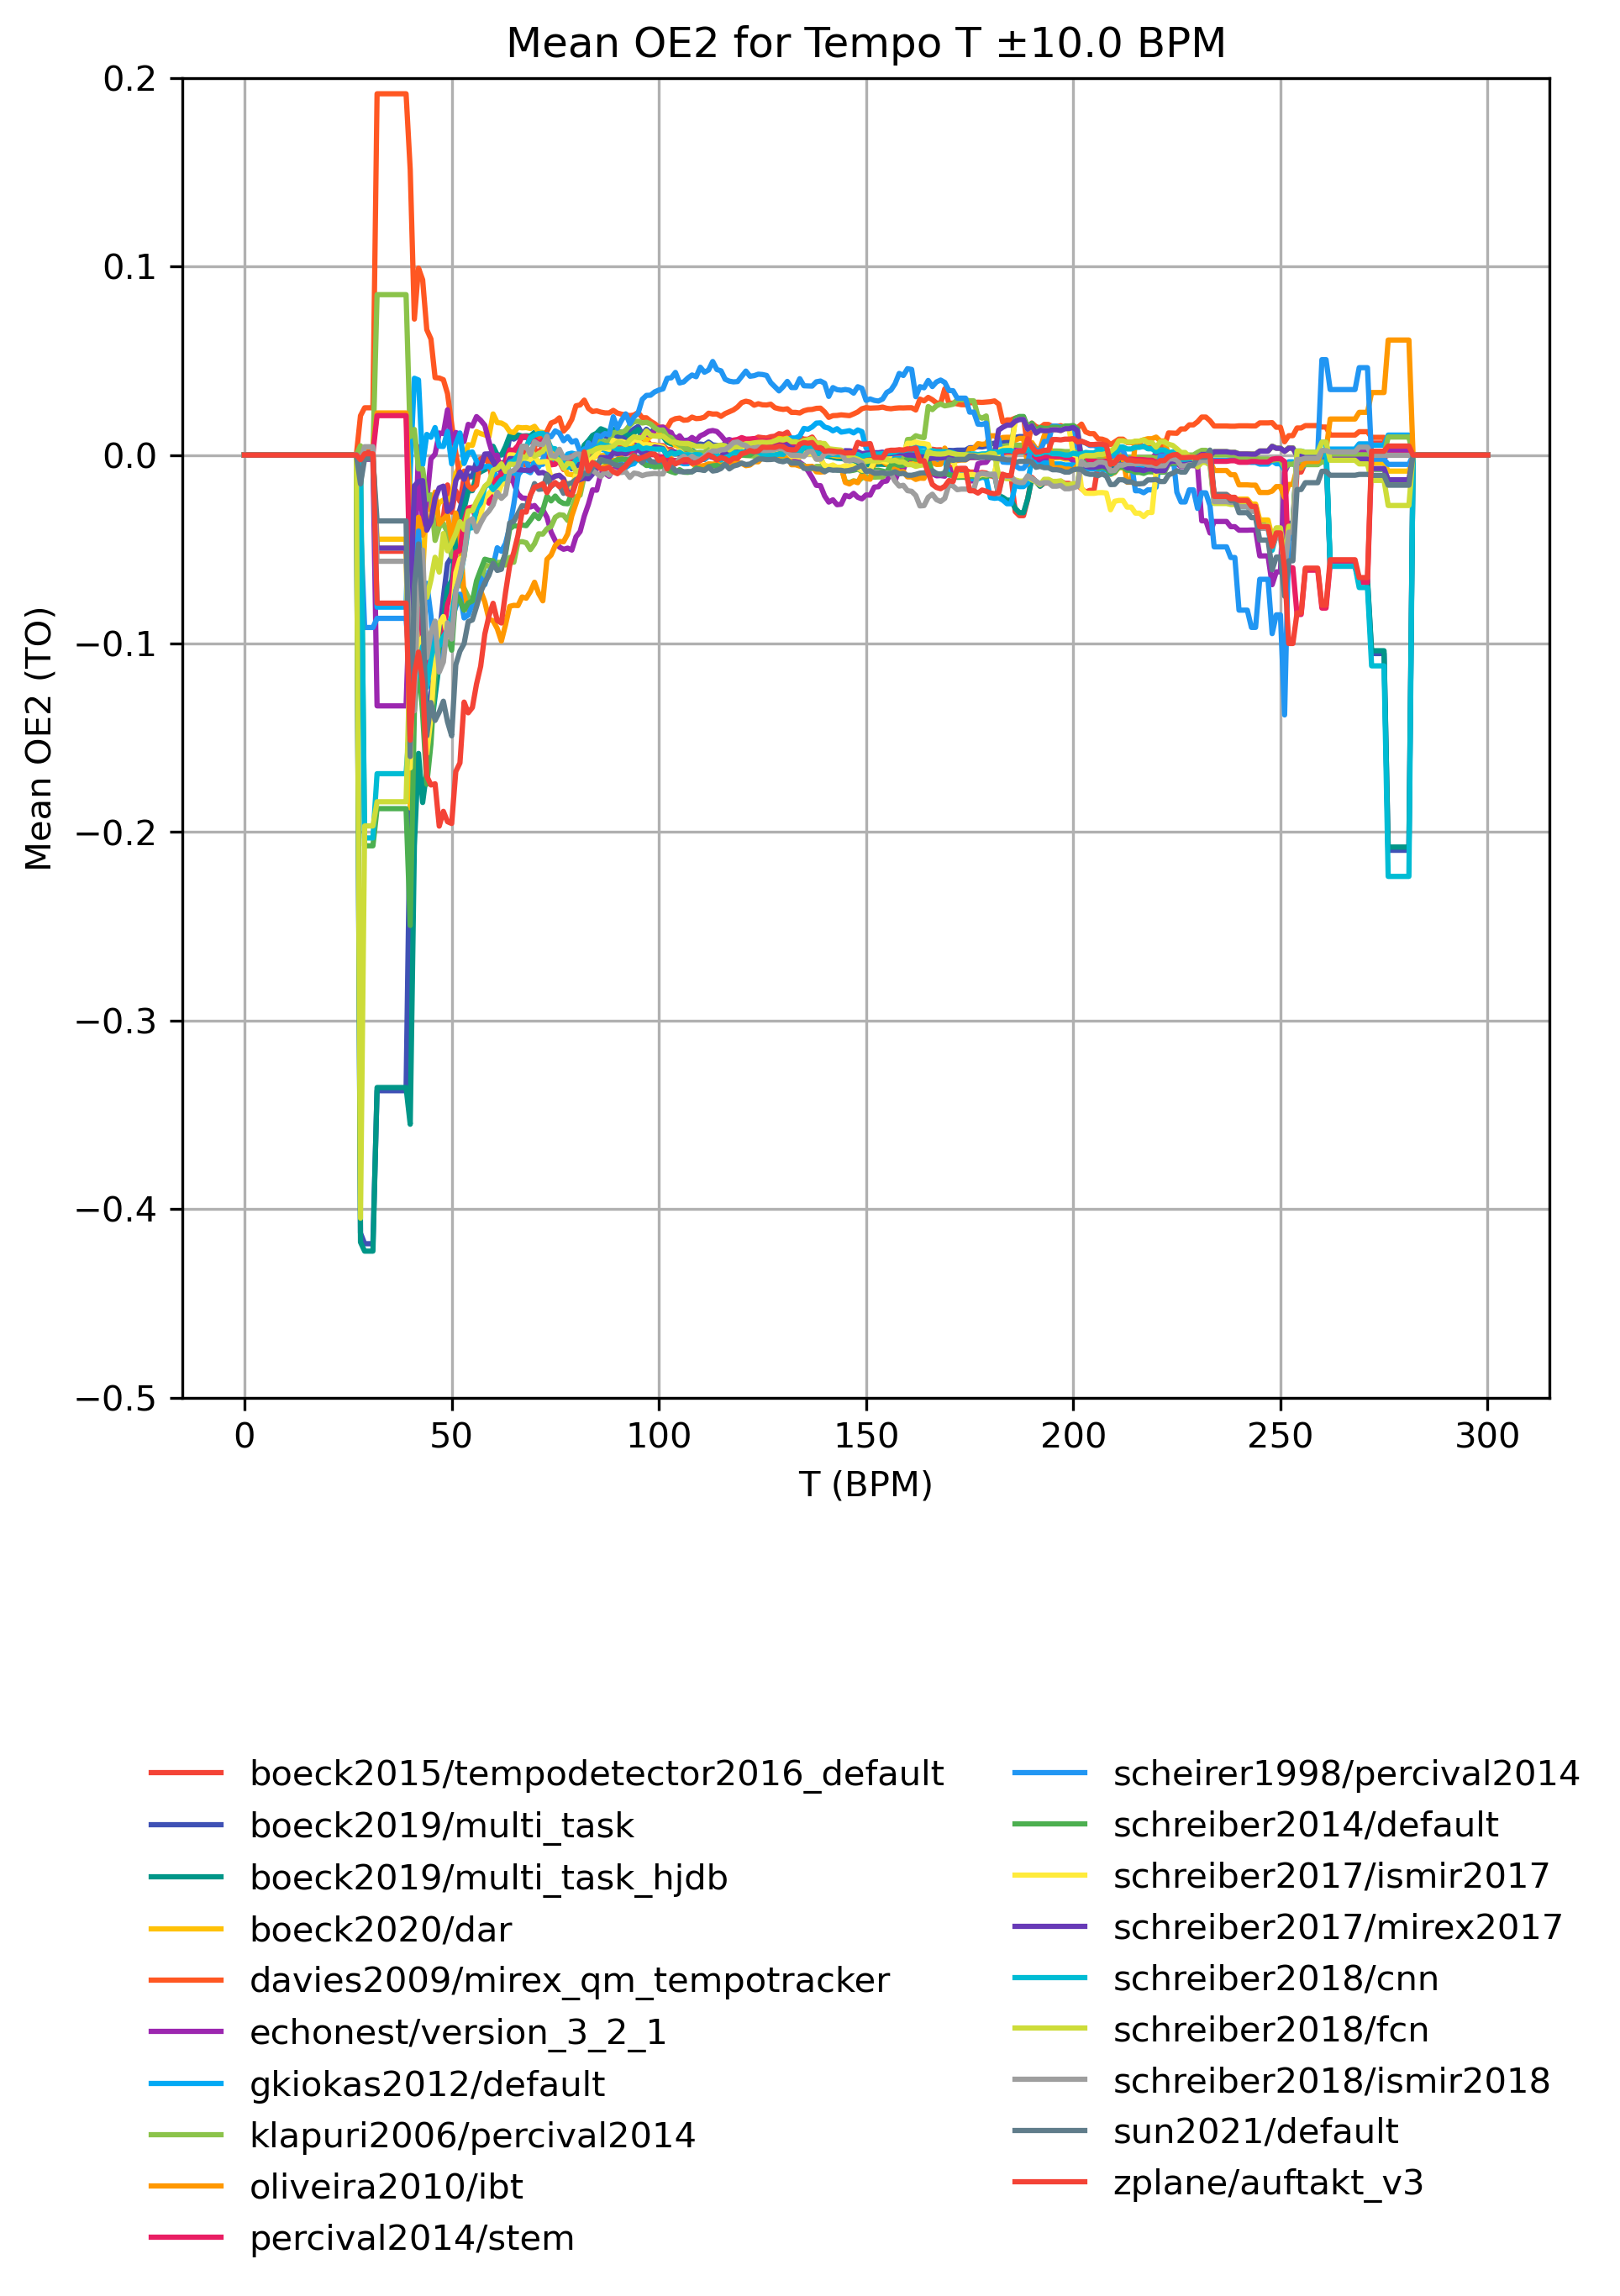 Mean OE2 for Tempo T ±10.0 BPM
0.2
0.1
0.0
−0.1
−0.2
−0.3
−0.4
−0.5
Mean OE2 (TO)
0 50 100 150 200 250 300
T (BPM)
boeck2015/tempodetector2016_default
boeck2019/multi_task
boeck2019/multi_task_hjdb
boeck2020/dar
davies2009/mirex_qm_tempotracker
echonest/version_3_2_1
gkiokas2012/default
klapuri2006/percival2014
oliveira2010/ibt
percival2014/stem
scheirer1998/percival2014
schreiber2014/default
schreiber2017/ismir2017
schreiber2017/mirex2017
schreiber2018/cnn
schreiber2018/fcn
schreiber2018/ismir2018
sun2021/default
zplane/auftakt_v3